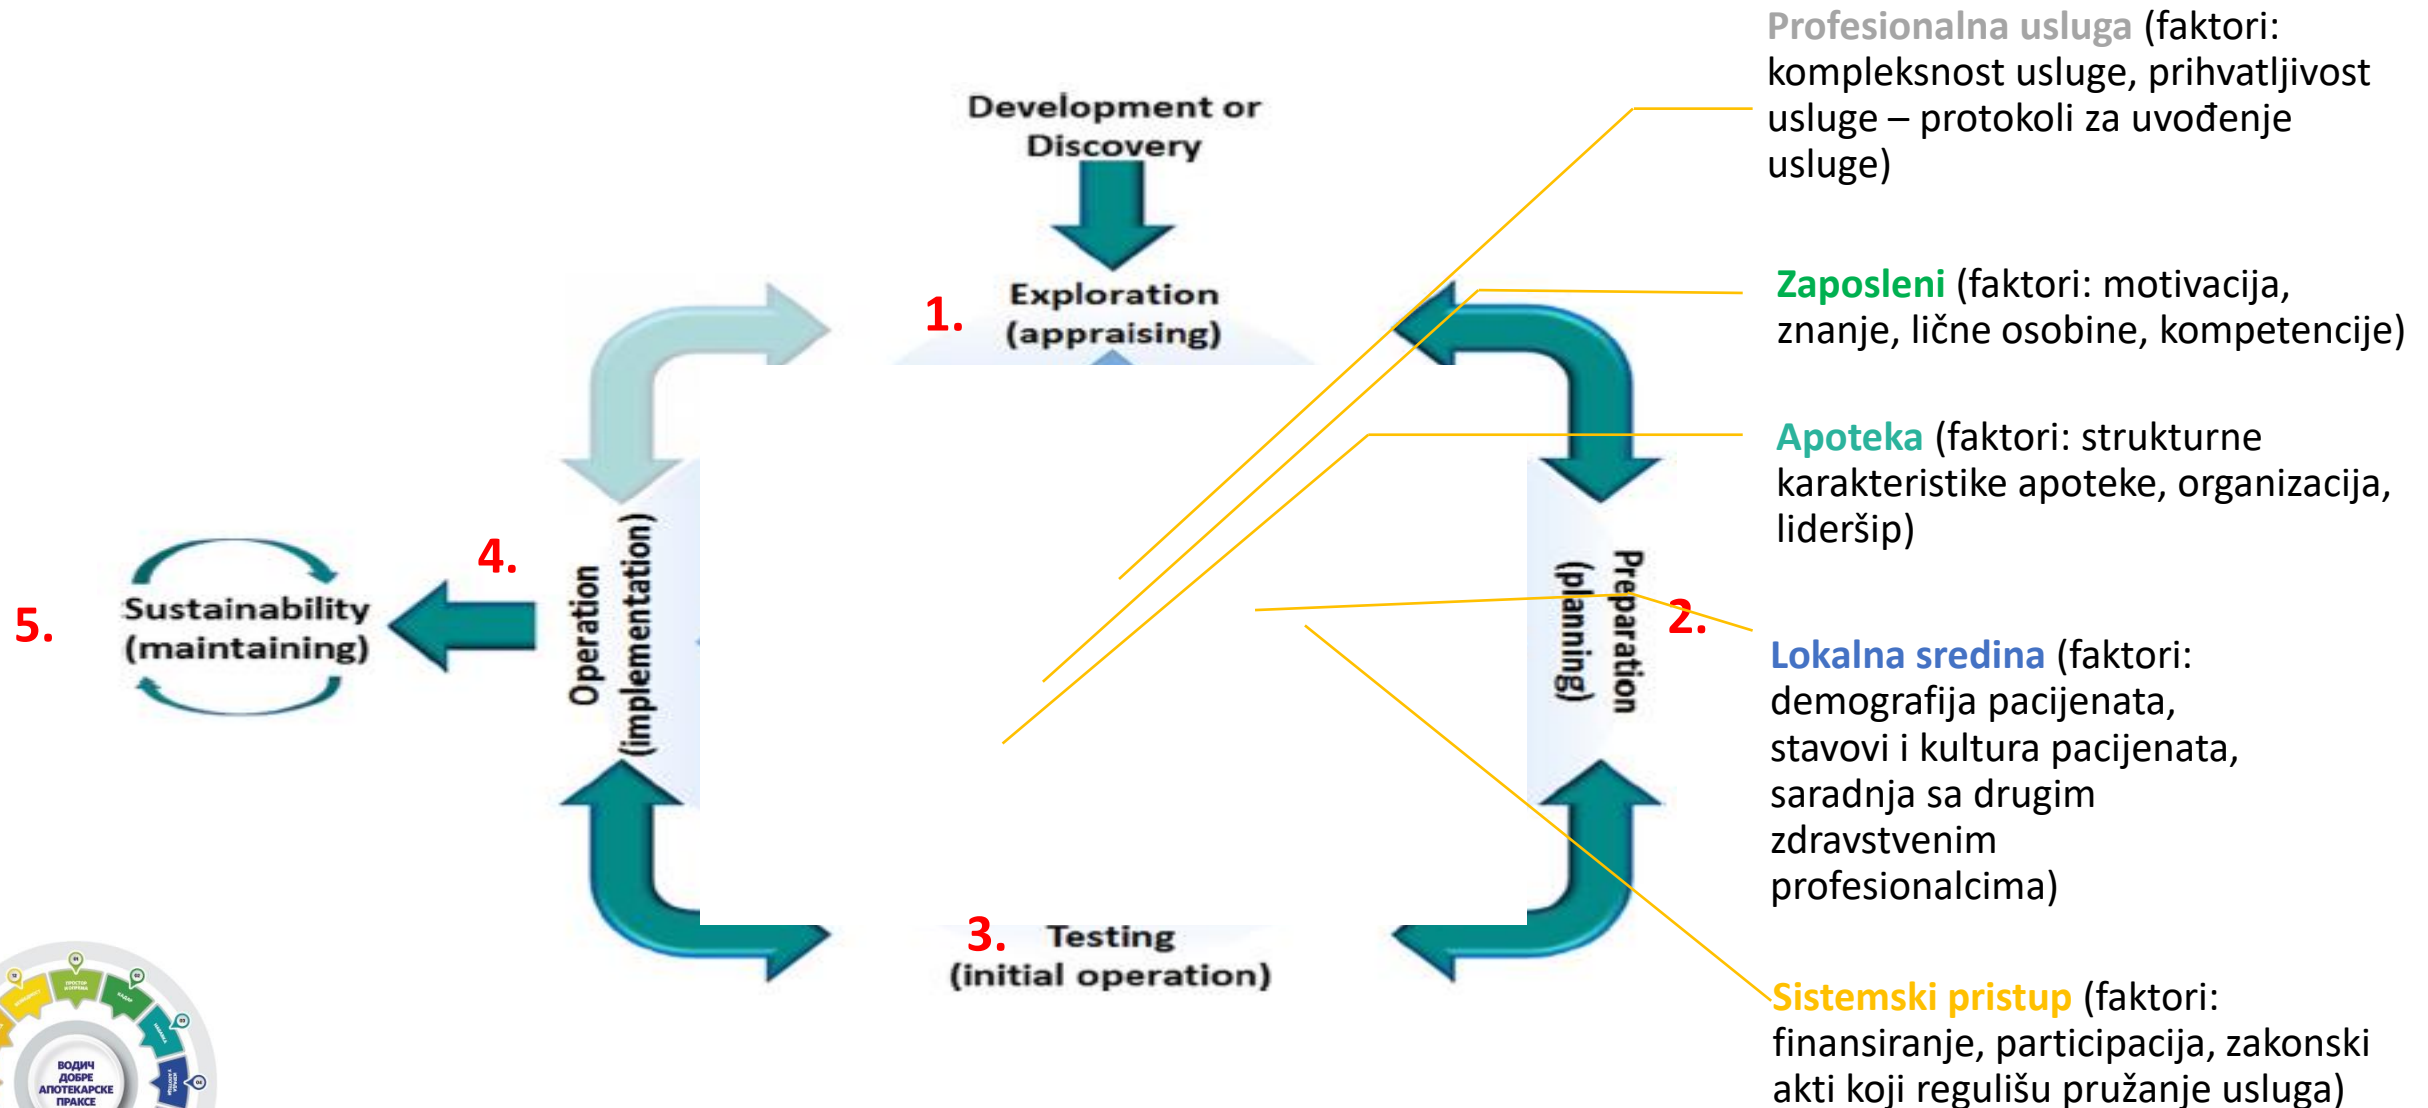 Development or
Discovery
1.
Exploration
(appraising)
2.
Preparation
(planning)
3.
Testing
(initial operation)
4.
Operation
(implementation)
5.
Sustainability
(maintaining)
Profesionalna usluga (faktori:
kompleksnost usluge, prihvatljivost
usluge – protokoli za uvođenje
usluge)
Zaposleni (faktori: motivacija,
znanje, lične osobine, kompetencije)
Apoteka (faktori: strukturne
karakteristike apoteke, organizacija,
lideršip)
Lokalna sredina (faktori:
demografija pacijenata,
stavovi i kultura pacijenata,
saradnja sa drugim
zdravstvenim
profesionalcima)
Sistemski pristup (faktori:
finansiranje, participacija, zakonski
akti koji regulišu pružanje usluga)
ВОДИЧ
ДОБРЕ
АПОТЕКАРСКЕ
ПРАКСЕ